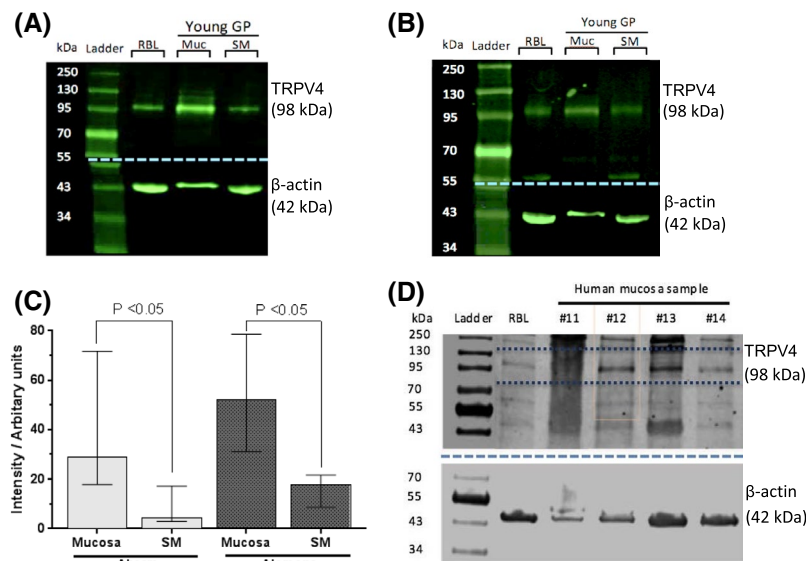 (A)
Young GP
kDa Ladder RBL Muc SM
250
130
95
70
55
43
34
TRPV4
(98 kDa)
β-actin
(42 kDa)
(B)
Young GP
kDa Ladder RBL Muc SM
250
130
95
70
55
43
34
TRPV4
(98 kDa)
β-actin
(42 kDa)
(C)
P <0.05 P <0.05
Intensity / Arbitary units
80
60
40
20
0
Mucosa SM Mucosa SM
(D)
Human mucosa sample
kDa Ladder RBL #11 #12 #13 #14
250
130
95
70
55
43
TRPV4
(98 kDa)
70
55
43
34
β-actin
(42 kDa)